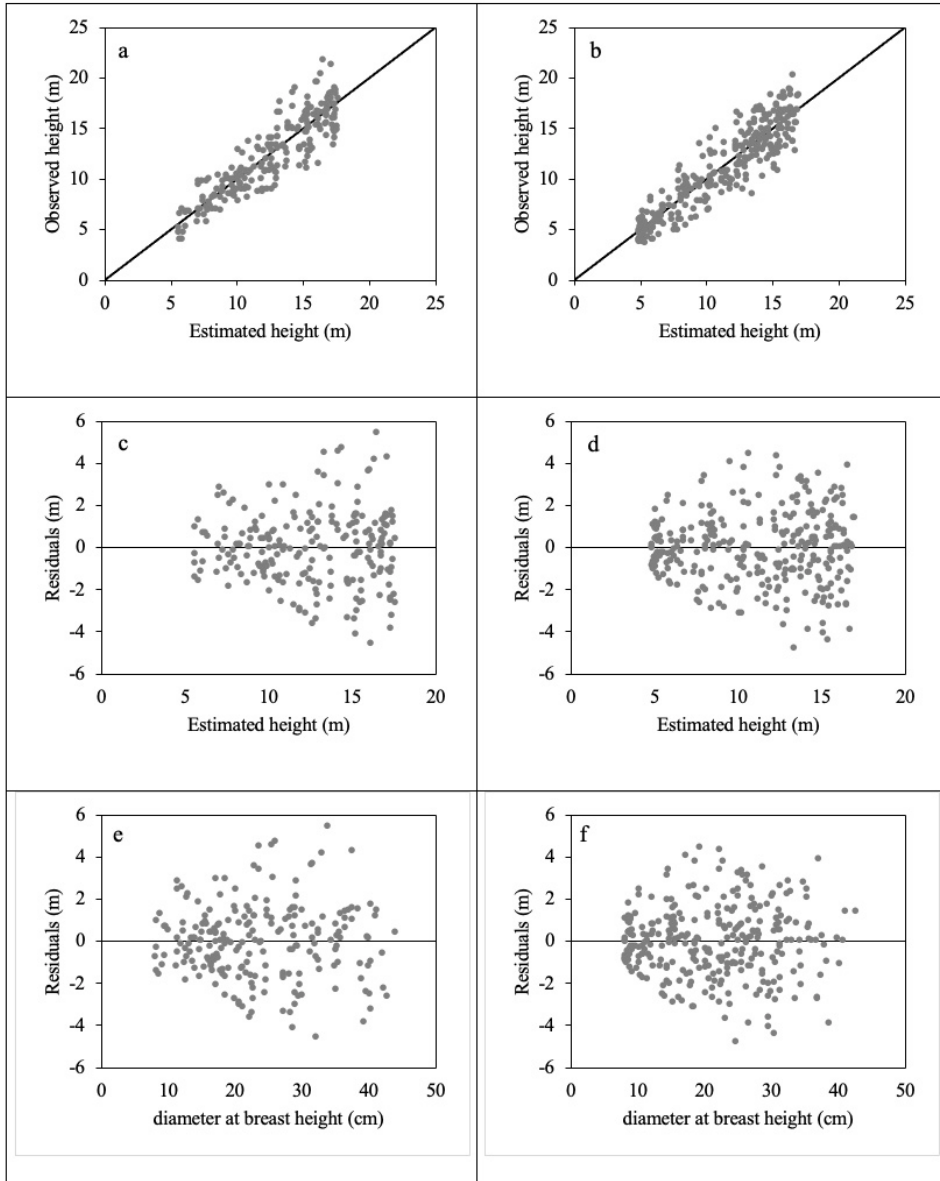 a
25
20
15
10
5
0
Observed height (m)
0 5 10 15 20 25
Estimated height (m)
b
25
20
15
10
5
0
Observed height (m)
0 5 10 15 20 25
Estimated height (m)
c
6
4
2
0
-2
-4
-6
Residuals (m)
0 5 10 15 20
Estimated height (m)
d
6
4
2
0
-2
-4
-6
Residuals (m)
0 5 10 15 20
Estimated height (m)
e
6
4
2
0
-2
-4
-6
Residuals (m)
0 10 20 30 40 50
diameter at breast height (cm)
f
6
4
2
0
-2
-4
-6
Residuals (m)
0 10 20 30 40 50
diameter at breast height (cm)